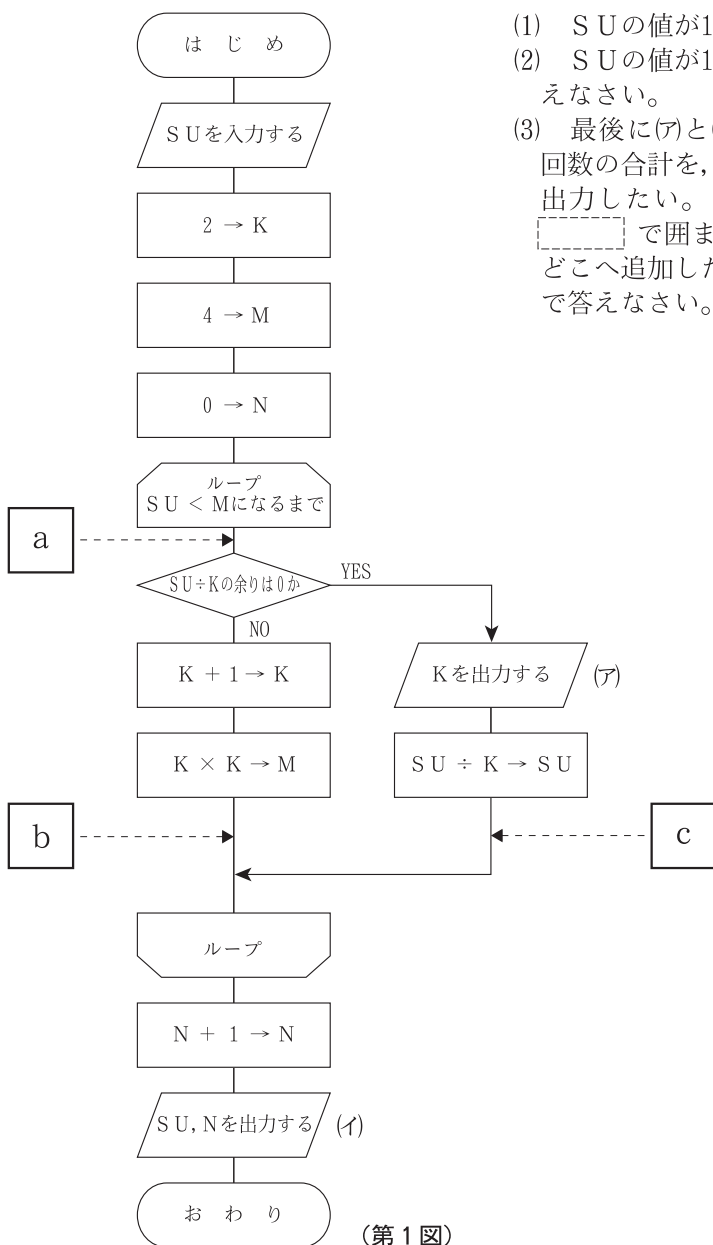 はじめ
SUを入力する
2 → K
4 → M
0 → N
ループ
SU < Mになるまで
a
SU÷Kの余りは0か
YES
NO
K + 1 → K
Kを出力する
(ア)
K × K → M
SU ÷ K → SU
b
c
ループ
N + 1 → N
SU, Nを出力する
(イ)
おわり
(第1図)
(1) SUの値が1
(2) SUの値が1
えなさい。
(3) 最後に(ア)と
回数の合計を,
出力したい。
で囲ま
どこへ追加した
で答えなさい。